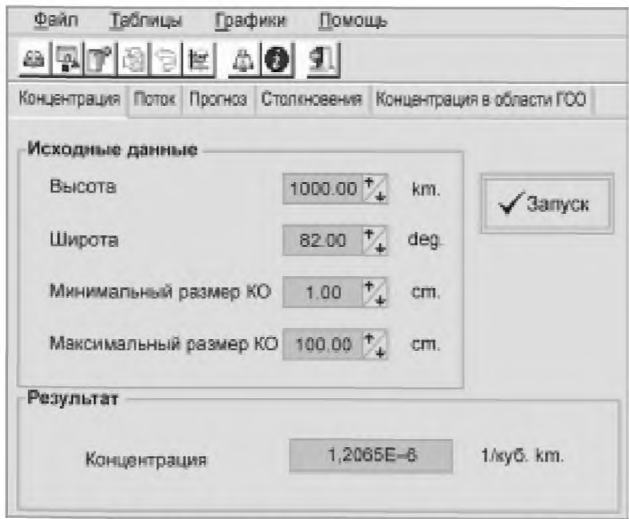 Файл Таблицы Графики Помощь
Концентрация Поток Прогноз Столкновения Концентрация в области ГСО
Исходные данные
Высота 1000.00 km.
Запуск
Широта 82.00 deg.
Минимальный размер КО 1.00 cm.
Максимальный размер КО 100.00 cm.
Результат
Концентрация 1,2065E–6 1/куб. km.